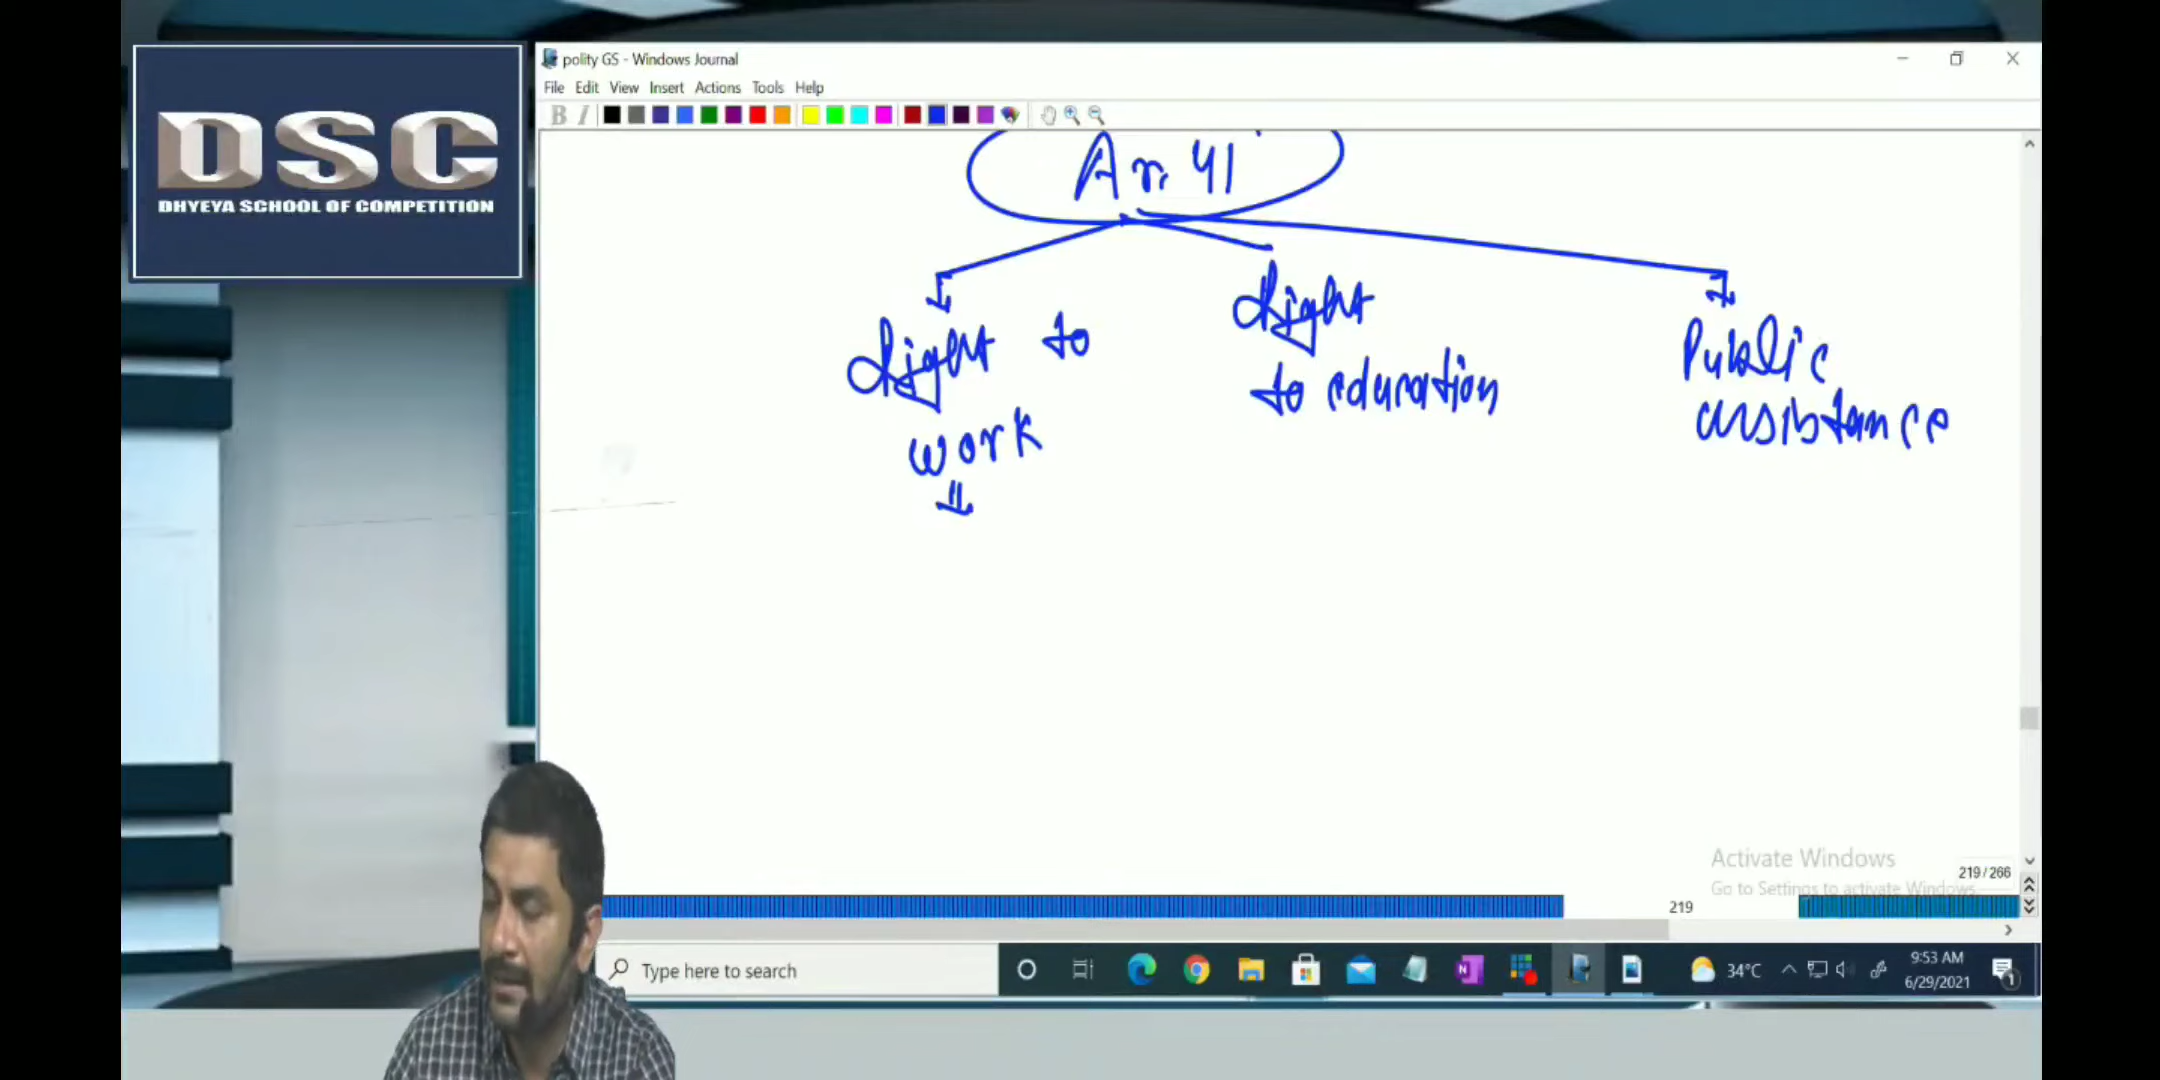 DSC
DHYEYA SCHOOL OF COMPETITION
polity GS - Windows Journal
File Edit View Insert Actions Tools Help
B I
Ar. 41
Right to
work
Right
to education
Public
assistance
Activate Windows
Go to Settings to activate Windows.
219 / 266
219
Type here to search
34°C
9:53 AM
6/29/2021
1